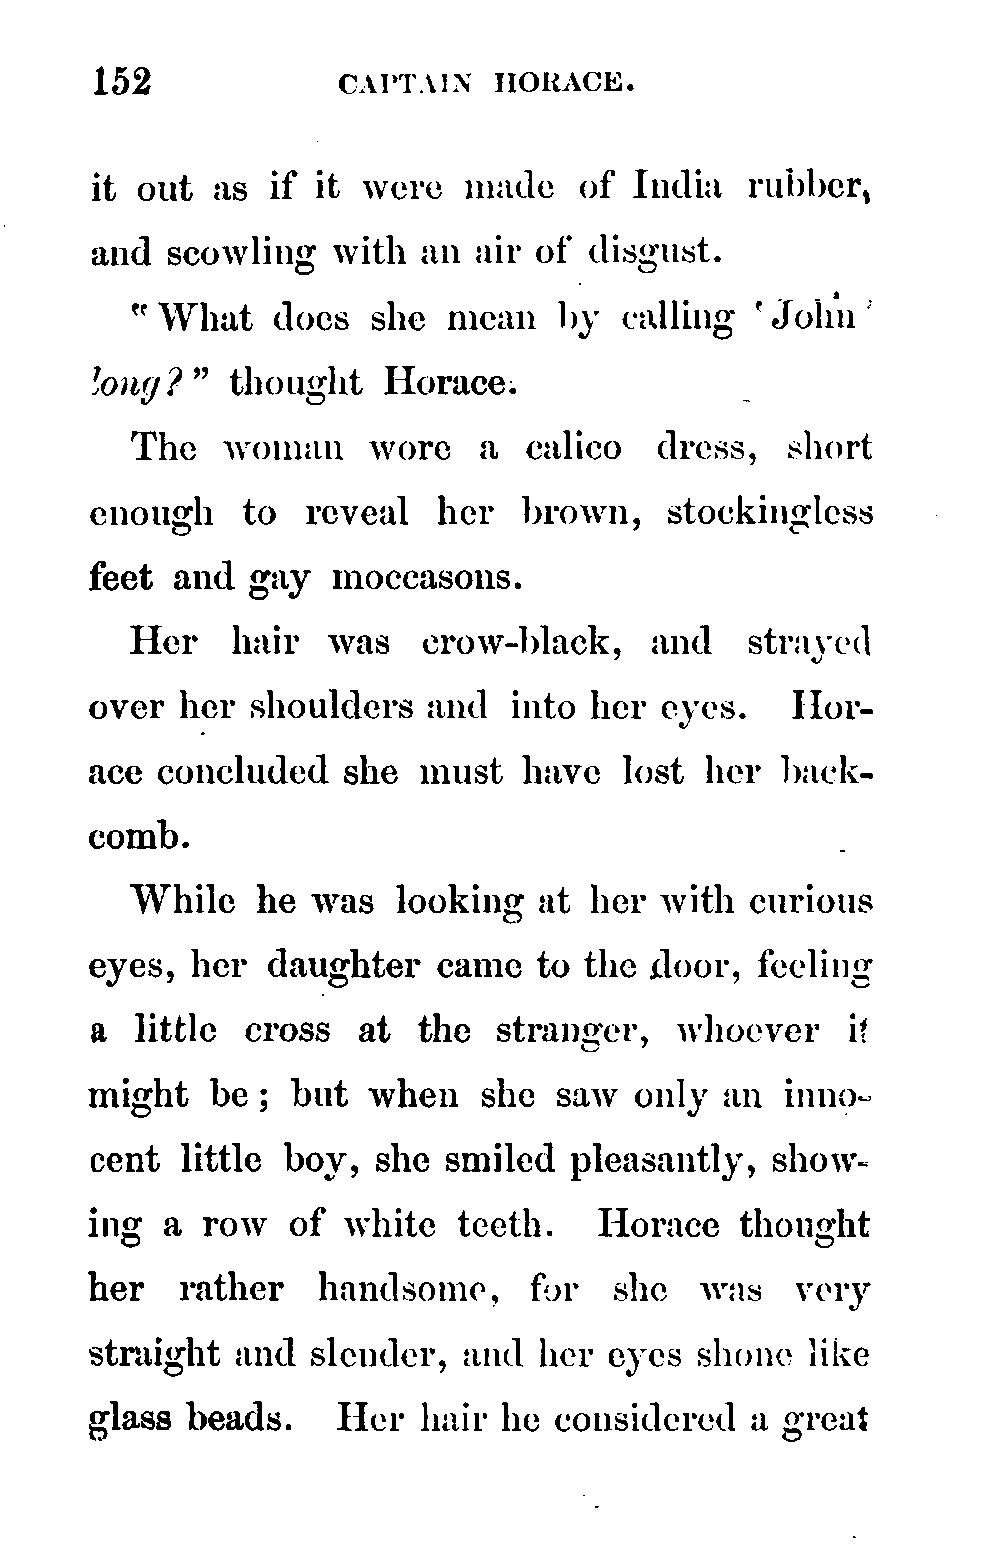 152 CAPTAIN HORACE.
it out as if it were made of India rubber,
and scowling with an air of disgust.
" What does she mean by calling ' John '
long? " thought Horace.
The woman wore a calico dress, short
enough to reveal her brown, stockingless
feet and gay moccasons.
Her hair was crow-black, and strayed
over her shoulders and into her eyes. Hor-
ace concluded she must have lost her back-
comb.
While he was looking at her with curious
eyes, her daughter came to the door, feeling
a little cross at the stranger, whoever it
might be ; but when she saw only an inno-
cent little boy, she smiled pleasantly, show-
ing a row of white teeth. Horace thought
her rather handsome, for she was very
straight and slender, and her eyes shone like
glass beads. Her hair he considered a great